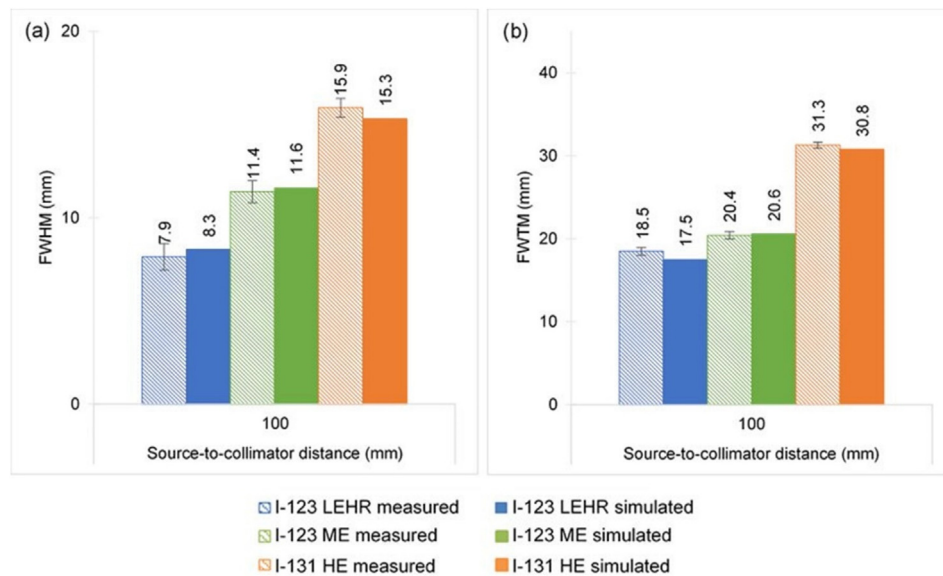 (a)
20
10
0
FWHM (mm)
7.9
8.3
11.4
11.6
15.9
15.3
100
Source-to-collimator distance (mm)
(b)
40
30
20
10
0
FWTM (mm)
18.5
17.5
20.4
20.6
31.3
30.8
100
Source-to-collimator distance (mm)
I-123 LEHR measured
I-123 LEHR simulated
I-123 ME measured
I-123 ME simulated
I-131 HE measured
I-131 HE simulated